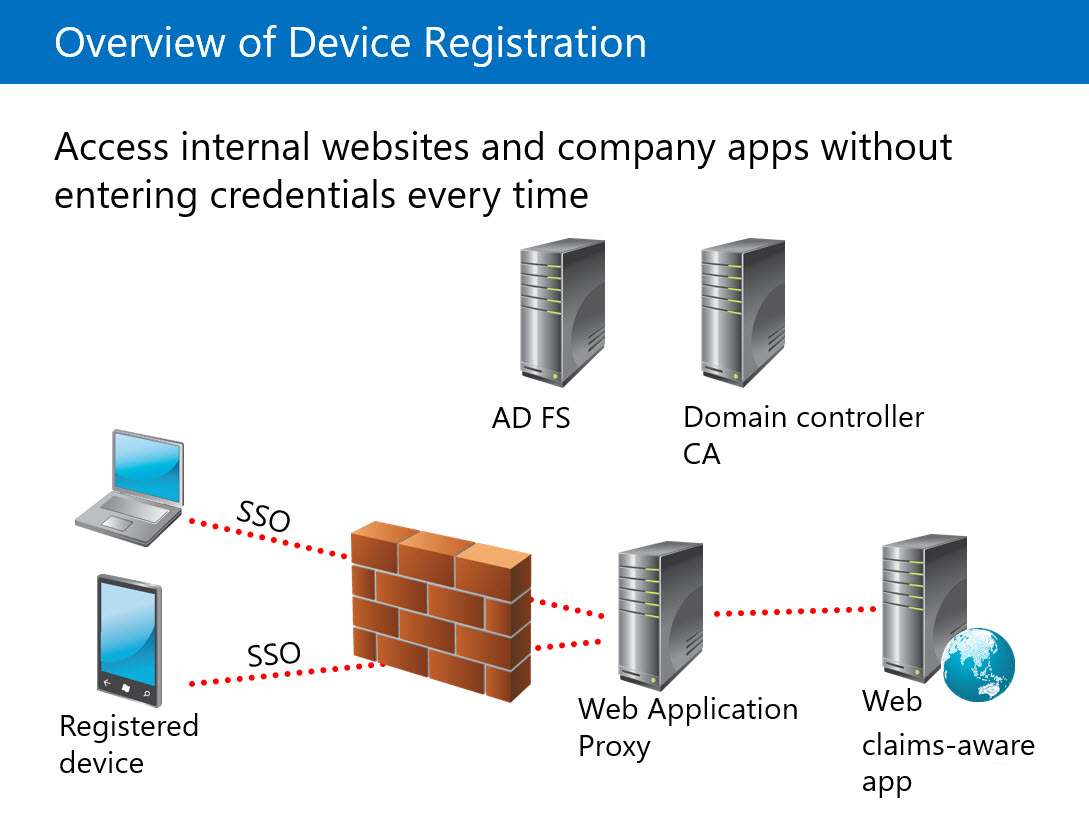 Overview of Device Registration
Access internal websites and company apps without
entering credentials every time
AD FS
Domain controller
CA
SSO
SSO
Registered
device
Web Application
Proxy
Web
claims-aware
app